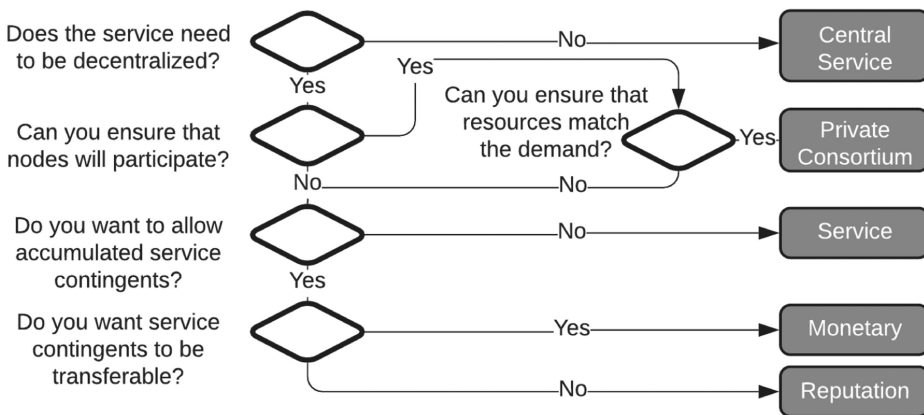 Does the service need
to be decentralized?
No
Central
Service
Yes
Yes
Can you ensure that
resources match
the demand?
Can you ensure that
nodes will participate?
Yes
Private
Consortium
No
No
Do you want to allow
accumulated service
contingents?
No
Service
Yes
Do you want service
contingents to be
transferable?
Yes
Monetary
No
Reputation